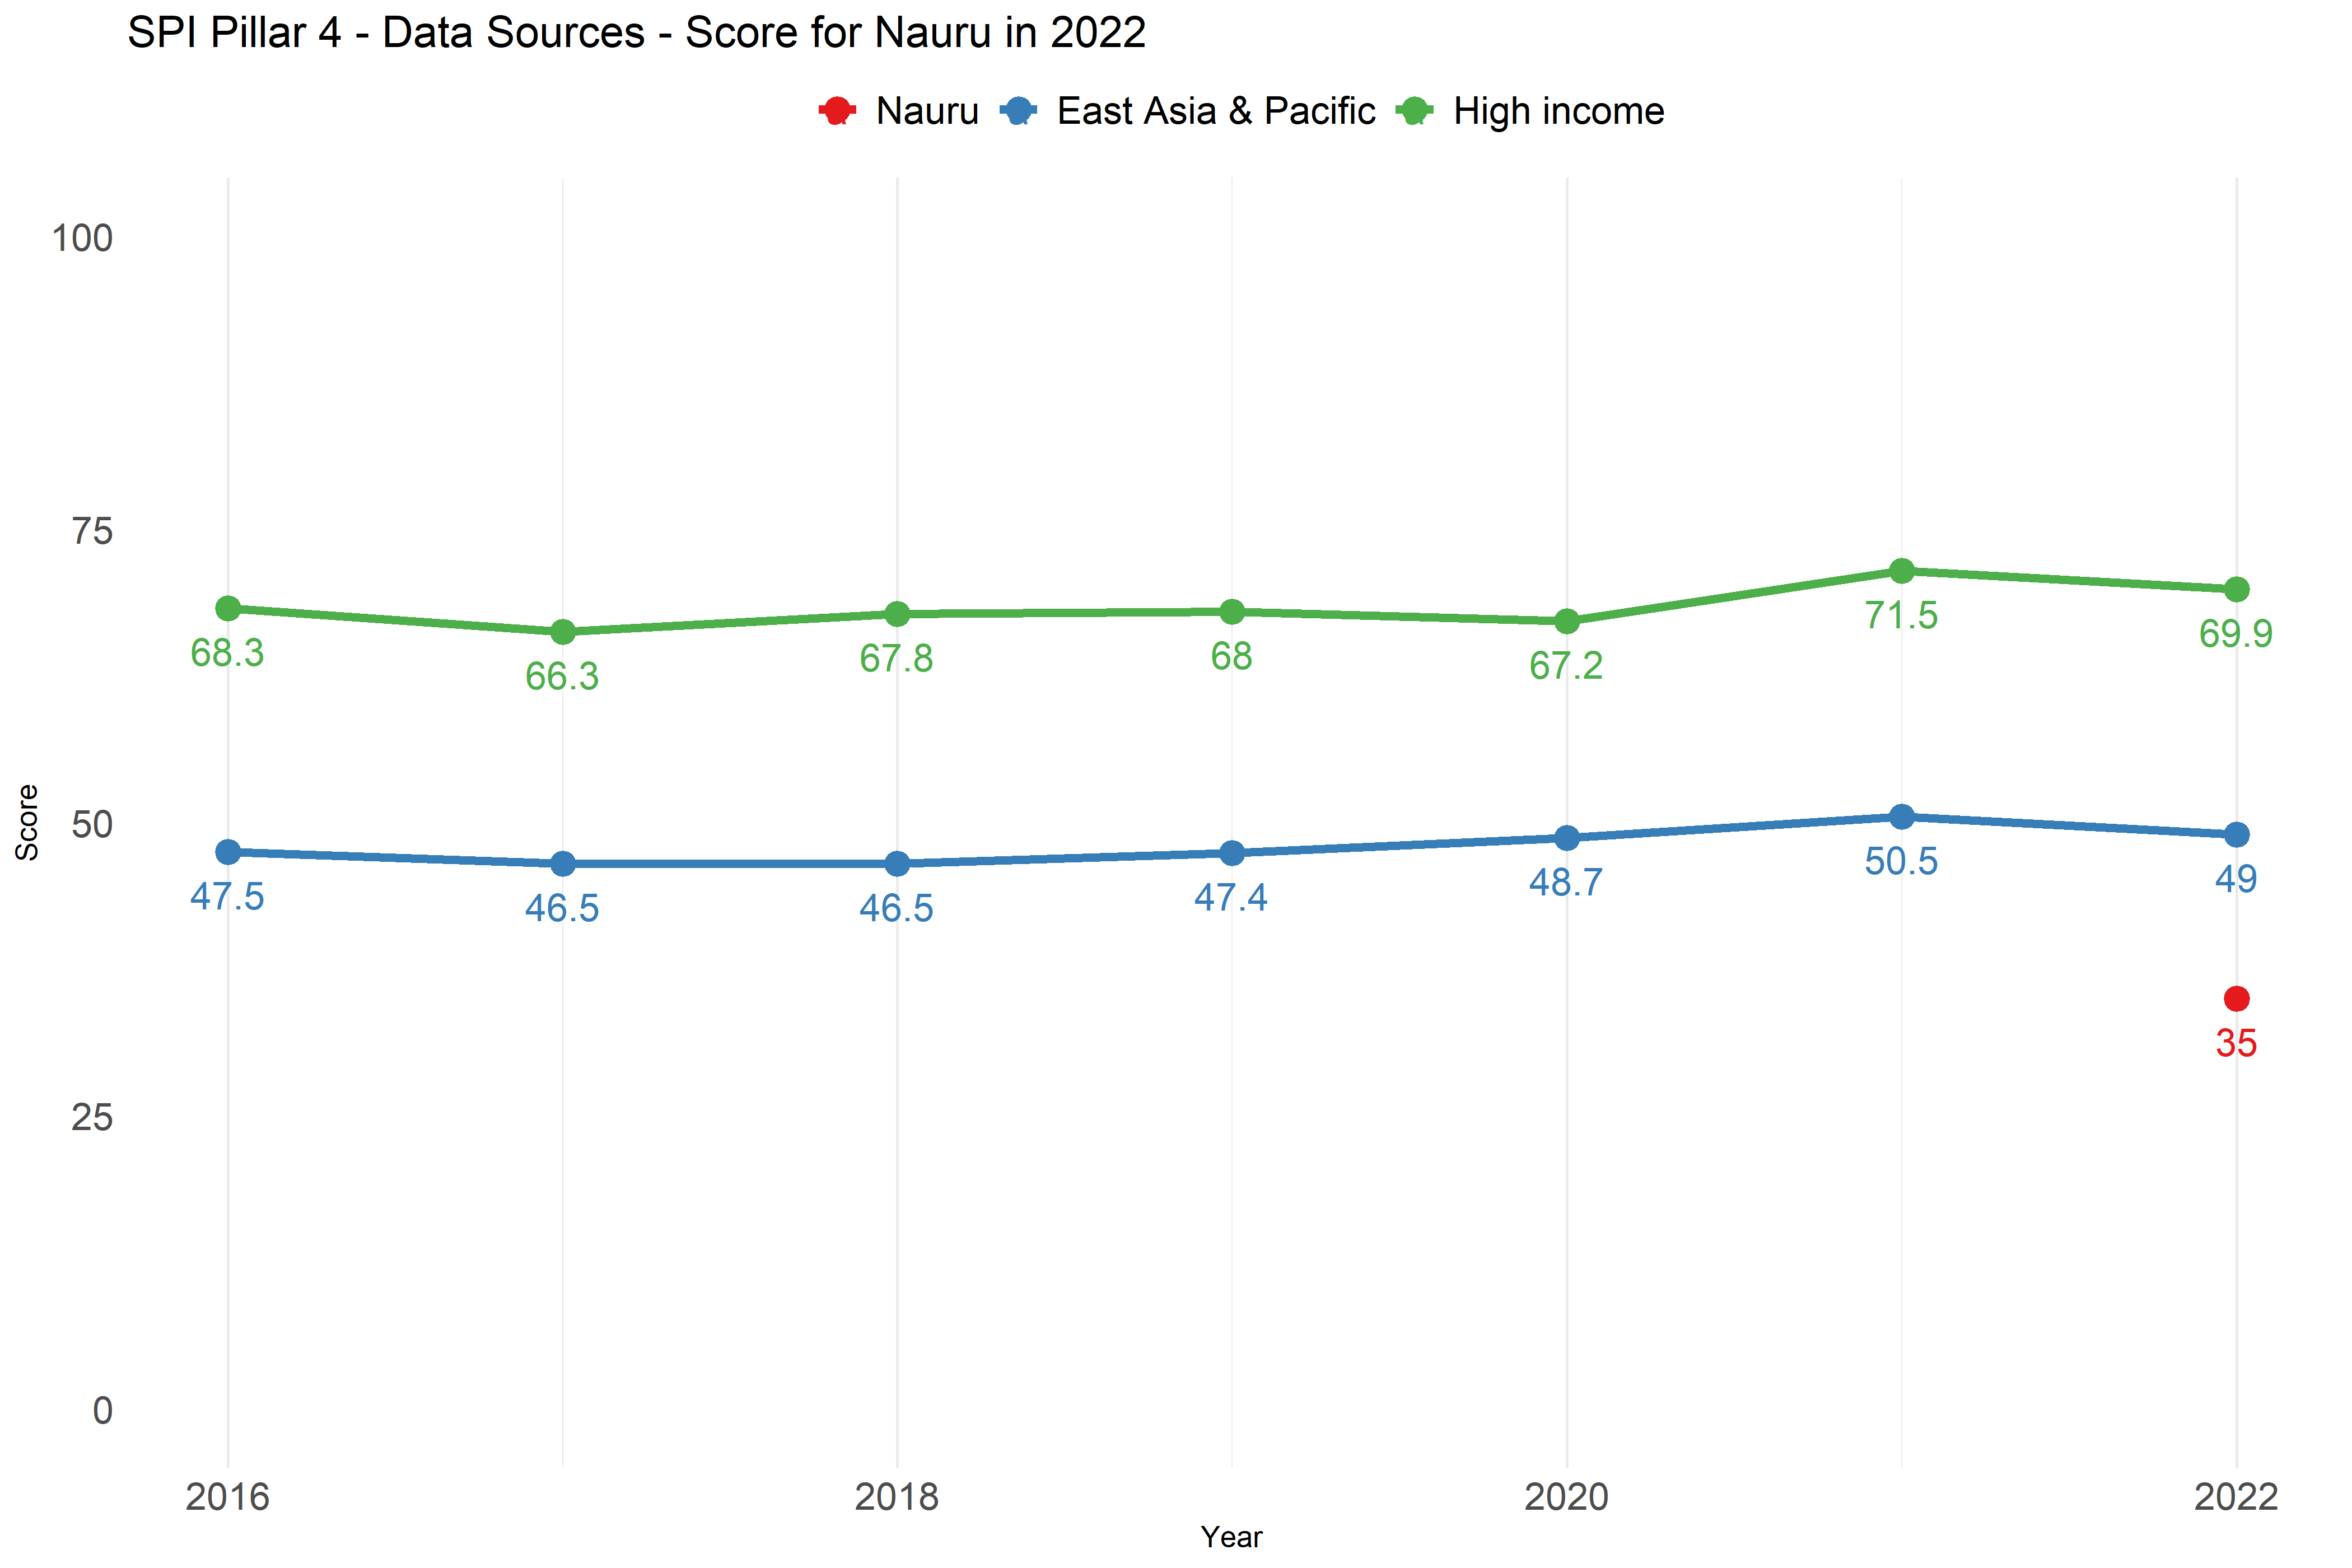 SPI Pillar 4 - Data Sources - Score for Nauru in 2022
Nauru East Asia & Pacific High income
100
75
50
25
0
Score
68.3 66.3 67.8 68 67.2 71.5 69.9
47.5 46.5 46.5 47.4 48.7 50.5 49
35
2016 2018 2020 2022
Year